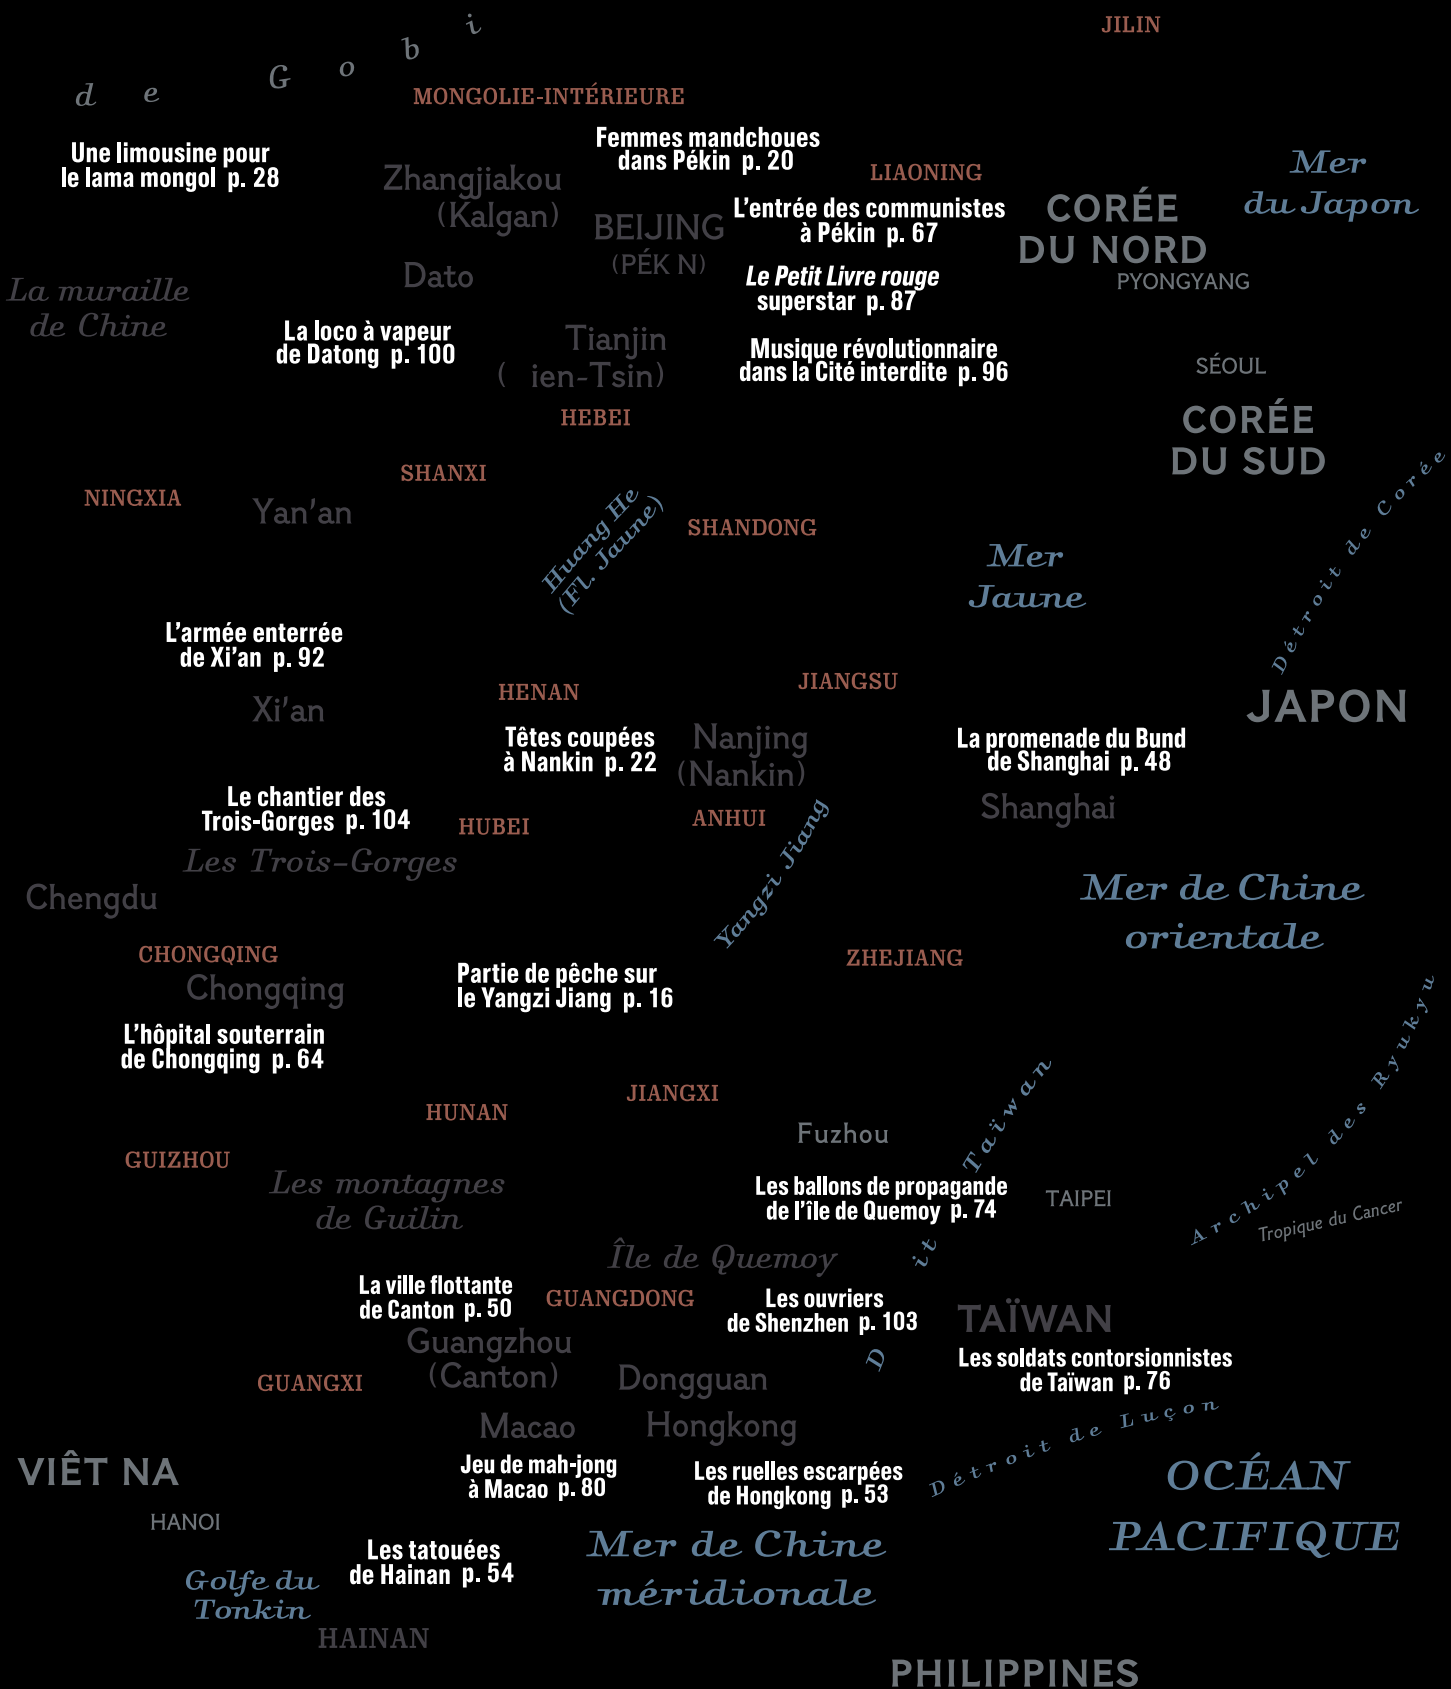 JILIN
de Gobi
MONGOLIE-INTÉRIEURE
Femmes mandchoues
dans Pékin p. 20
Une limousine pour
le lama mongol p. 28
Zhangjiakou
(Kalgan)
LIAONING
Mer
du Japon
L'entrée des communistes
à Pékin p. 67
BEIJING
(PÉK N)
CORÉE
DU NORD
PYONGYANG
Dato
Le Petit Livre rouge
superstar p. 87
La muraille
de Chine
La loco à vapeur
de Datong p. 100
Tianjin
( ien-Tsin)
Musique révolutionnaire
dans la Cité interdite p. 96
SÉOUL
HEBEI
CORÉE
DU SUD
SHANXI
NINGXIA
Yan'an
Huang He
(Fl. Jaune)
SHANDONG
Détroit de Corée
Mer
Jaune
L'armée enterrée
de Xi'an p. 92
Xi'an
HENAN
JIANGSU
JAPON
Têtes coupées
à Nankin p. 22
Nanjing
(Nankin)
La promenade du Bund
de Shanghai p. 48
Shanghai
Le chantier des
Trois-Gorges p. 104
HUBEI
ANHUI
Les Trois-Gorges
Yangzi Jiang
Chengdu
Mer de Chine
orientale
CHONGQING
Chongqing
Partie de pêche sur
le Yangzi Jiang p. 16
ZHEJIANG
L'hôpital souterrain
de Chongqing p. 64
JIANGXI
HUNAN
Fuzhou
Archipel des Ryukyu
GUIZHOU
Les montagnes
de Guilin
Les ballons de propagande
de l'île de Quemoy p. 74
TAIPEI
Tropique du Cancer
D it Taïwan
Île de Quemoy
La ville flottante
de Canton p. 50
GUANGDONG
Les ouvriers
de Shenzhen p. 103
TAÏWAN
Guangzhou
(Canton)
Les soldats contorsionnistes
de Taïwan p. 76
GUANGXI
Dongguan
Macao
Hongkong
Détroit de Luçon
VIÊT NA
Jeu de mah-jong
à Macao p. 80
Les ruelles escarpées
de Hongkong p. 53
OCÉAN
PACIFIQUE
HANOI
Les tatouées
de Hainan p. 54
Mer de Chine
méridionale
Golfe du
Tonkin
HAINAN
PHILIPPINES